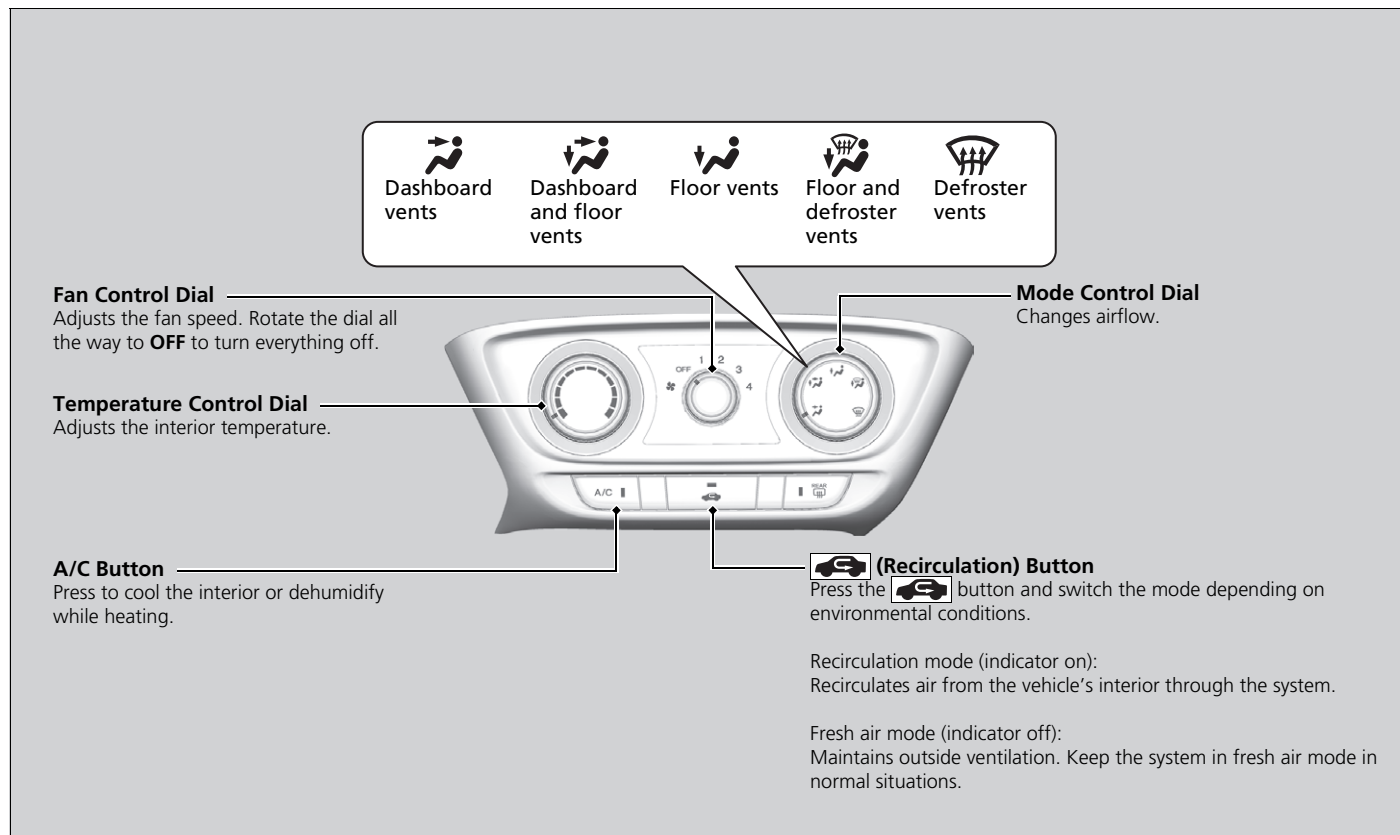 Dashboard
vents
Dashboard
and floor
vents
Floor vents
Floor and
defroster
vents
Defroster
vents
Fan Control Dial
Adjusts the fan speed. Rotate the dial all
the way to OFF to turn everything off.
Mode Control Dial
Changes airflow.
Temperature Control Dial
Adjusts the interior temperature.
OFF 1 2 3 4
A/C
REAR
A/C Button
Press to cool the interior or dehumidify
while heating.
(Recirculation) Button
Press the button and switch the mode depending on
environmental conditions.
Recirculation mode (indicator on):
Recirculates air from the vehicle’s interior through the system.
Fresh air mode (indicator off):
Maintains outside ventilation. Keep the system in fresh air mode in
normal situations.